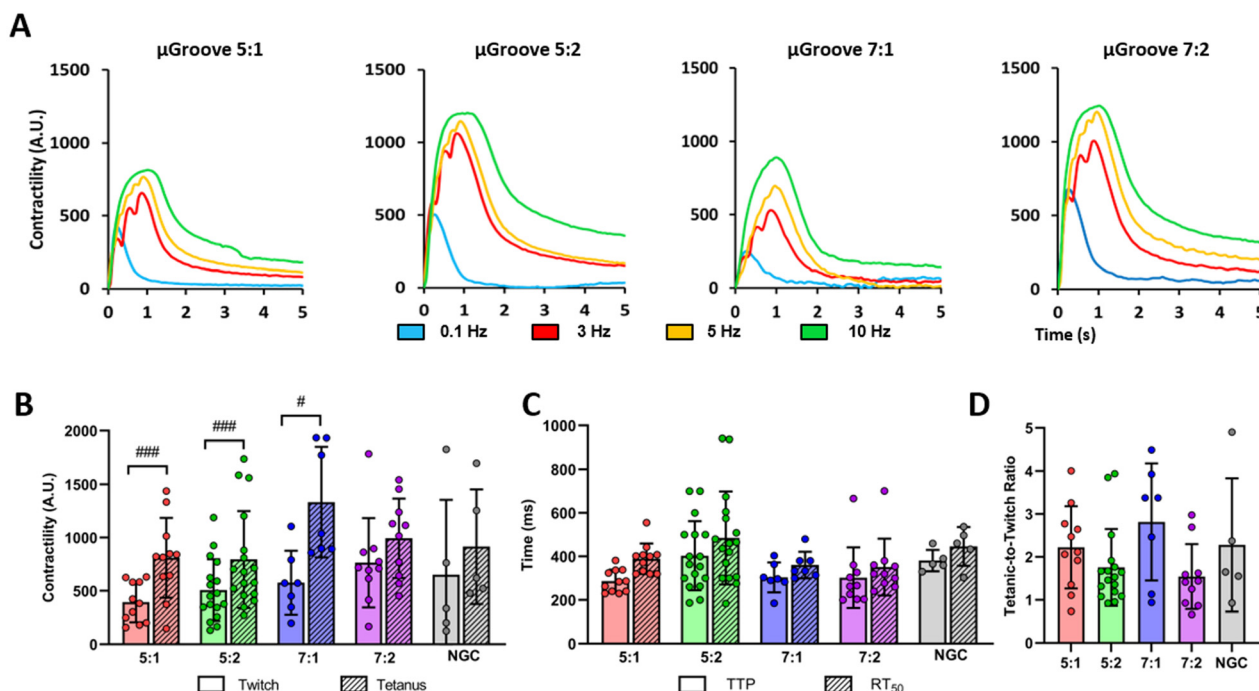 A
µGroove 5:1 µGroove 5:2 µGroove 7:1 µGroove 7:2
Contractility (A.U.)
1500 1500 1500 1500
1000 1000 1000 1000
500 500 500 500
0 0 0 0
0 1 2 3 4 5 0 1 2 3 4 5 0 1 2 3 4 5 0 1 2 3 4 5
0.1 Hz 3 Hz 5 Hz 10 Hz Time (s)
B
Contractility (A.U.)
2000
1500
1000
500
0
### ### #
5:1 5:2 7:1 7:2 NGC
Twitch Tetanus
C
Time (ms)
1000
800
600
400
200
0
5:1 5:2 7:1 7:2 NGC
TTP RT50
D
Tetanic-to-Twitch Ratio
5
4
3
2
1
0
5:1 5:2 7:1 7:2 NGC